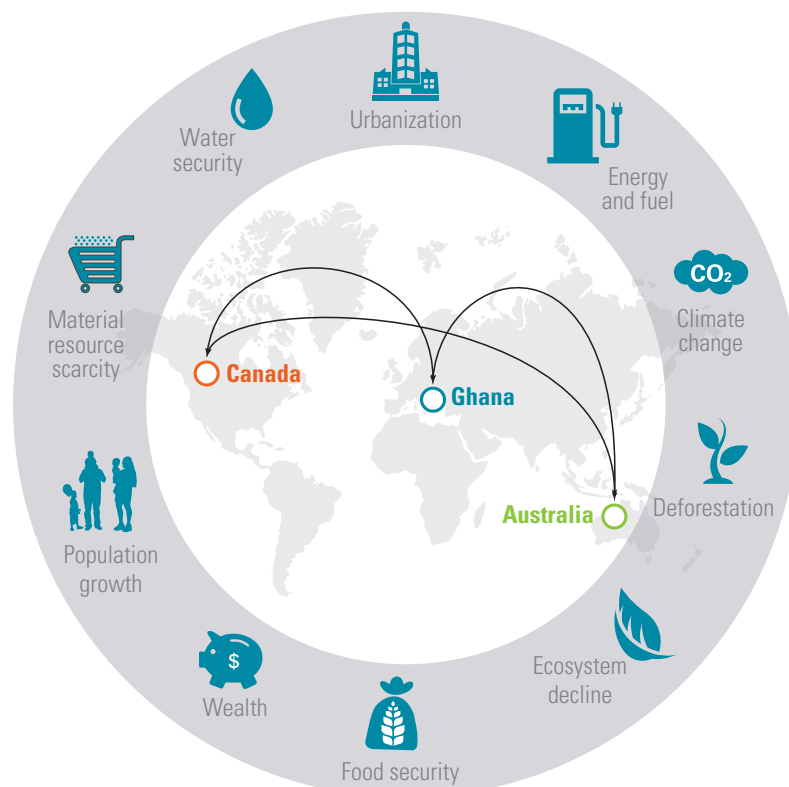 Urbanization
Water
security
Energy
and fuel
CO₂
Material
resource
scarcity
Climate
change
Canada
Ghana
Australia
Deforestation
Population
growth
$
Ecosystem
decline
Wealth
Food security